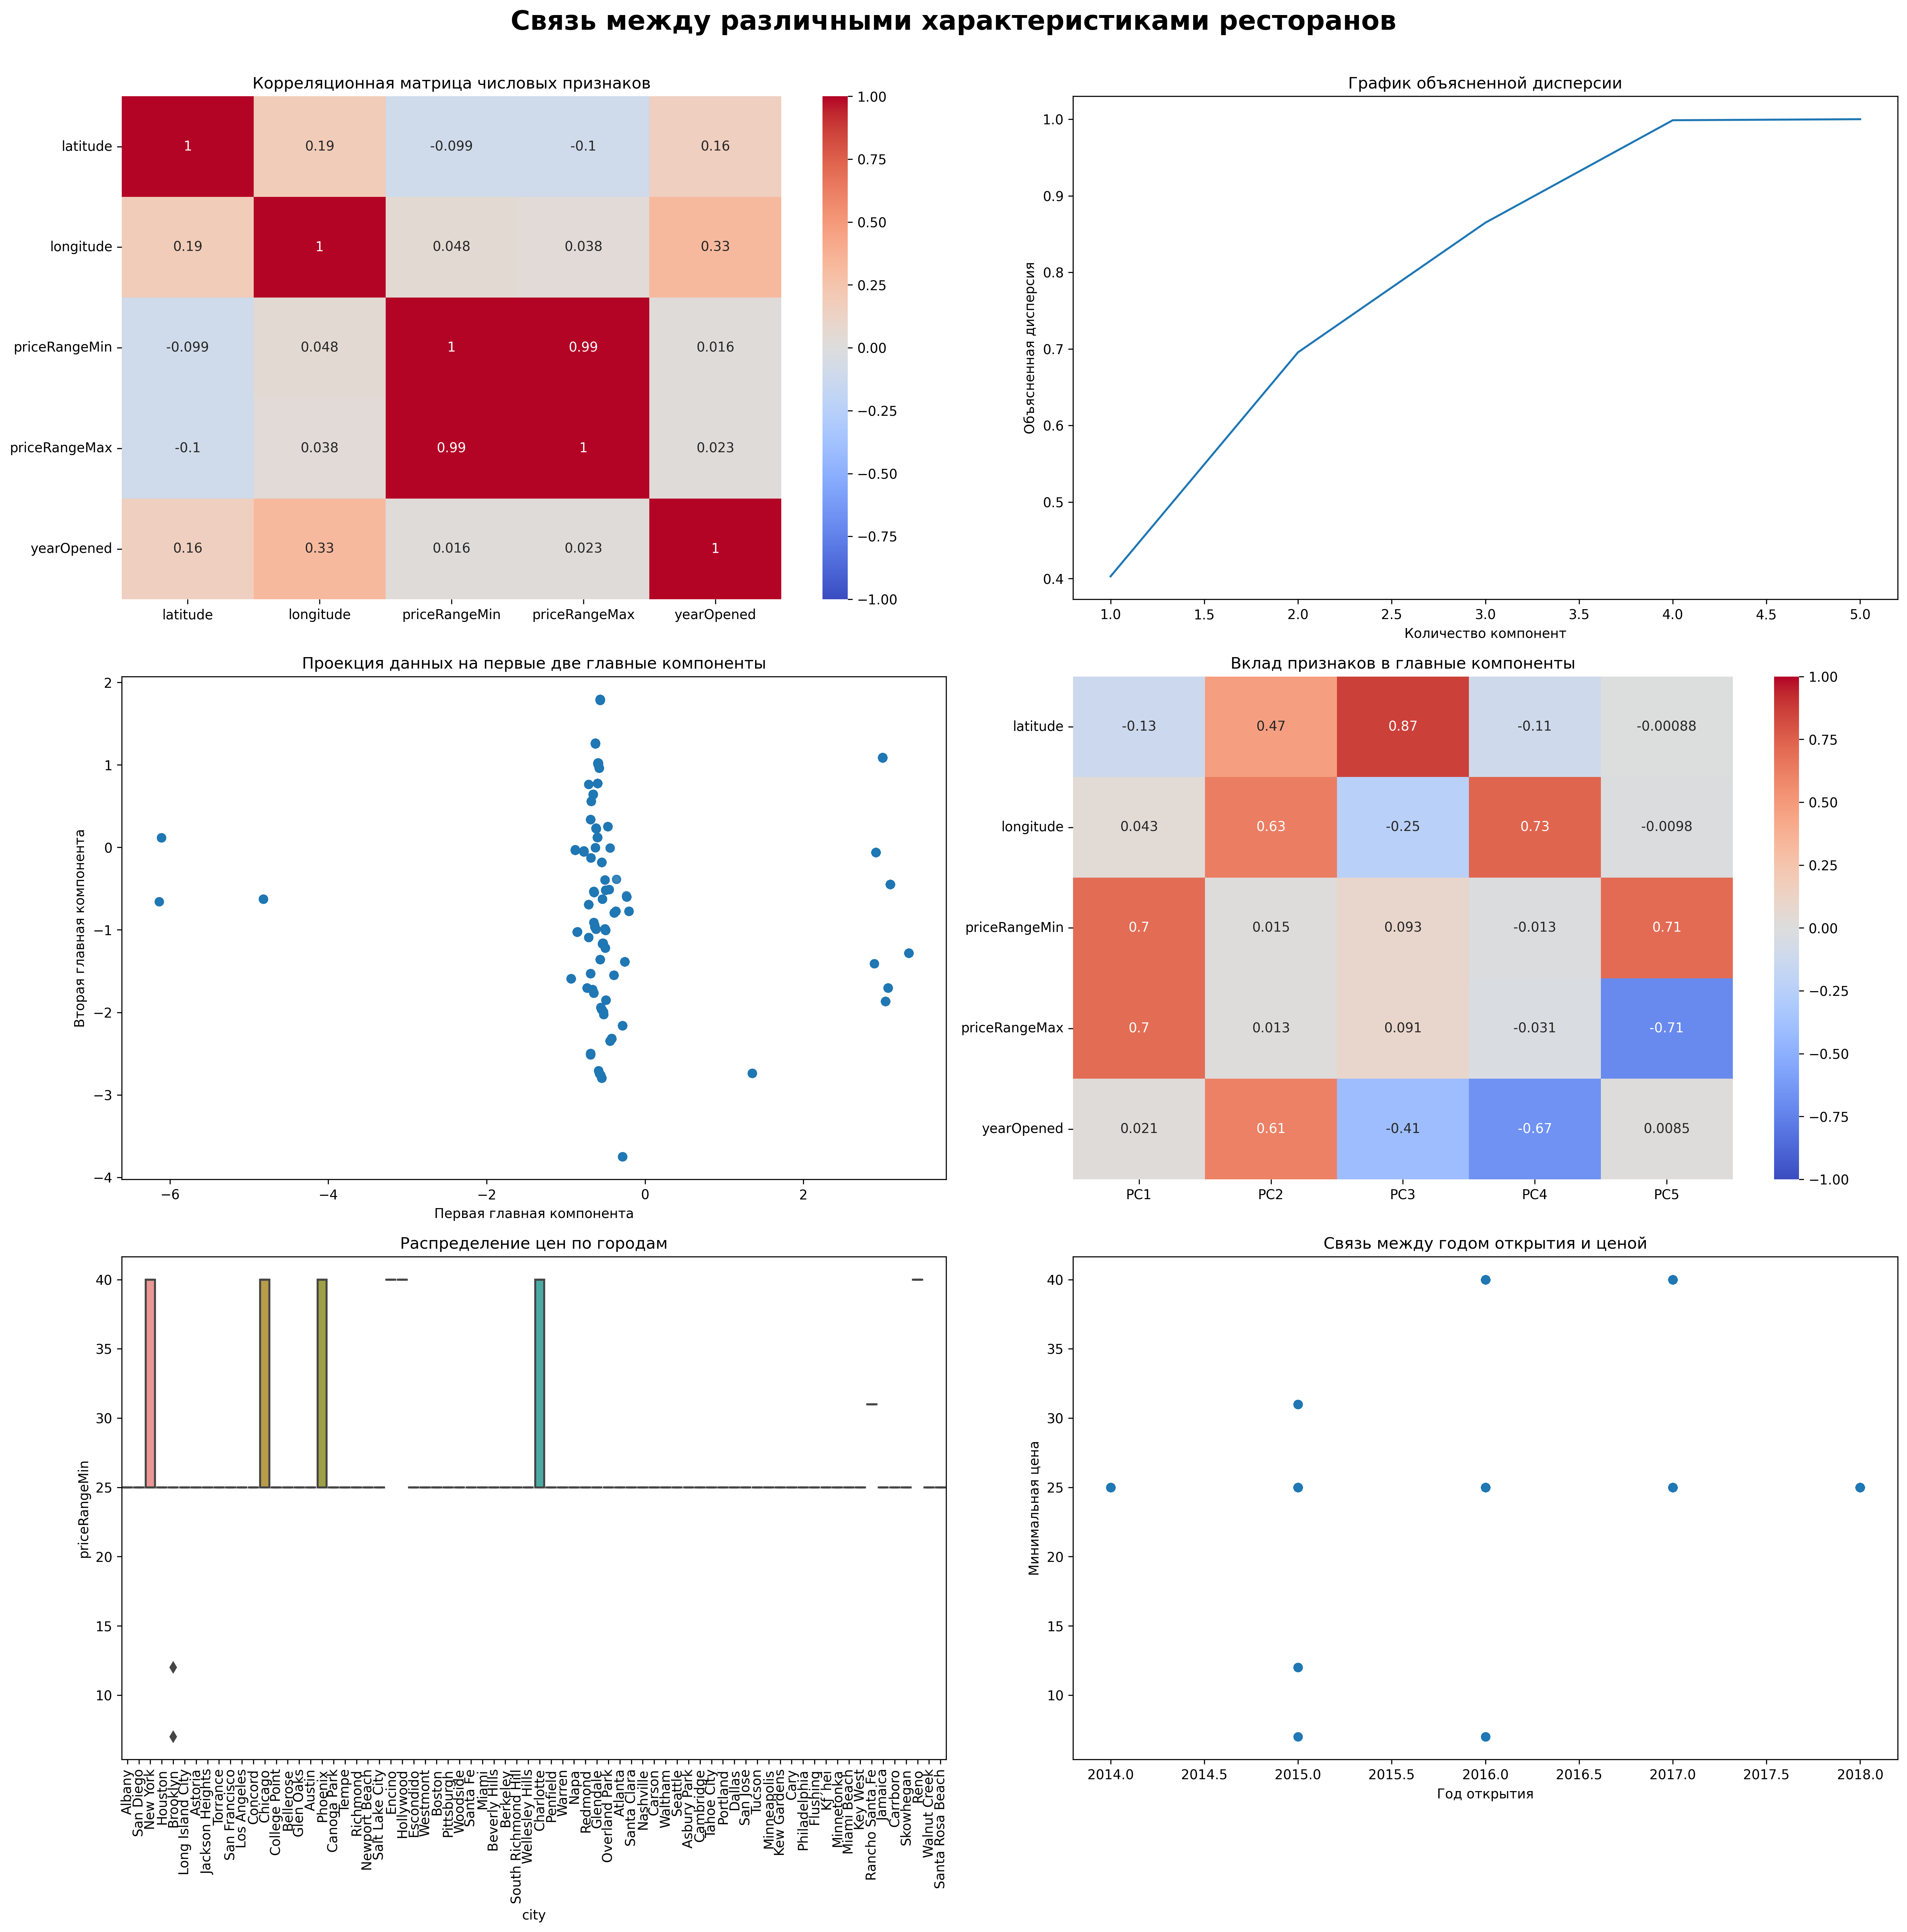 Связь между различными характеристиками ресторанов
Корреляционная матрица числовых признаков
latitude 1 0.19 -0.099 -0.1 0.16
longitude 0.19 1 0.048 0.038 0.33
priceRangeMin -0.099 0.048 1 0.99 0.016
priceRangeMax -0.1 0.038 0.99 1 0.023
yearOpened 0.16 0.33 0.016 0.023 1
latitude longitude priceRangeMin priceRangeMax yearOpened
1.00
0.75
0.50
0.25
0.00
−0.25
−0.50
−0.75
−1.00
График объясненной дисперсии
Объясненная дисперсия
1.0
0.9
0.8
0.7
0.6
0.5
0.4
1.0 1.5 2.0 2.5 3.0 3.5 4.0 4.5 5.0
Количество компонент
Проекция данных на первые две главные компоненты
Вторая главная компонента
2
1
0
−1
−2
−3
−4
−6 −4 −2 0 2
Первая главная компонента
Вклад признаков в главные компоненты
latitude -0.13 0.47 0.87 -0.11 -0.00088
longitude 0.043 0.63 -0.25 0.73 -0.0098
priceRangeMin 0.7 0.015 0.093 -0.013 0.71
priceRangeMax 0.7 0.013 0.091 -0.031 -0.71
yearOpened 0.021 0.61 -0.41 -0.67 0.0085
PC1 PC2 PC3 PC4 PC5
1.00
0.75
0.50
0.25
0.00
−0.25
−0.50
−0.75
−1.00
Распределение цен по городам
priceRangeMin
40
35
30
25
20
15
10
Albany
San Diego
New York
Houston
Brooklyn
Long Island City
Astoria
Jackson Heights
Torrance
San Francisco
Los Angeles
Concord
Chicago
College Point
Bellerose
Glen Oaks
Austin
Phoenix
Canoga Park
Tempe
Richmond
Newport Beach
Salt Lake City
Encino
Hollywood
Escondido
Westmont
Boston
Pittsburgh
Woodside
Santa Fe
Miami
Beverly Hills
Berkeley
South Richmond Hill
Wellesley Hills
Charlotte
Penfield
Warren
Napa
Redmond
Glendale
Overland Park
Atlanta
Santa Clara
Nashville
Carson
Waltham
Seattle
Asbury Park
Cambridge
Tahoe City
Portland
Dallas
San Jose
Tucson
Minneapolis
Kew Gardens
Cary
Philadelphia
Flushing
Kf hei
Minnetonka
Miami Beach
Key West
Rancho Santa Fe
Jamaica
Carrboro
Skowhegan
Reno
Walnut Creek
Santa Rosa Beach
city
Связь между годом открытия и ценой
Минимальная цена
40
35
30
25
20
15
10
2014.0 2014.5 2015.0 2015.5 2016.0 2016.5 2017.0 2017.5 2018.0
Год открытия